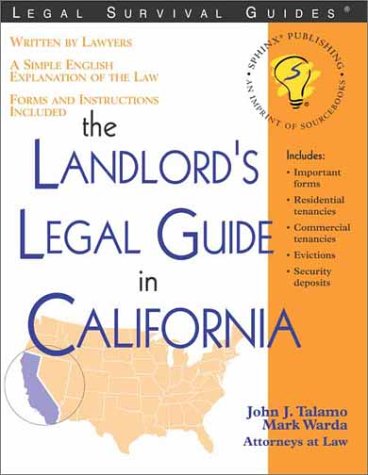 LEGAL SURVIVAL GUIDES®
WRITTEN BY LAWYERS
A SIMPLE ENGLISH
EXPLANATION OF THE LAW
FORMS AND INSTRUCTIONS
INCLUDED
SPHINX® PUBLISHING
AN IMPRINT OF SOURCEBOOKS
S
the
LANDLORD'S
LEGAL GUIDE
in
CALIFORNIA
Includes:
• Important
forms
• Residential
tenancies
• Commercial
tenancies
• Evictions
• Security
deposits
John J. Talamo
Mark Warda
Attorneys at Law